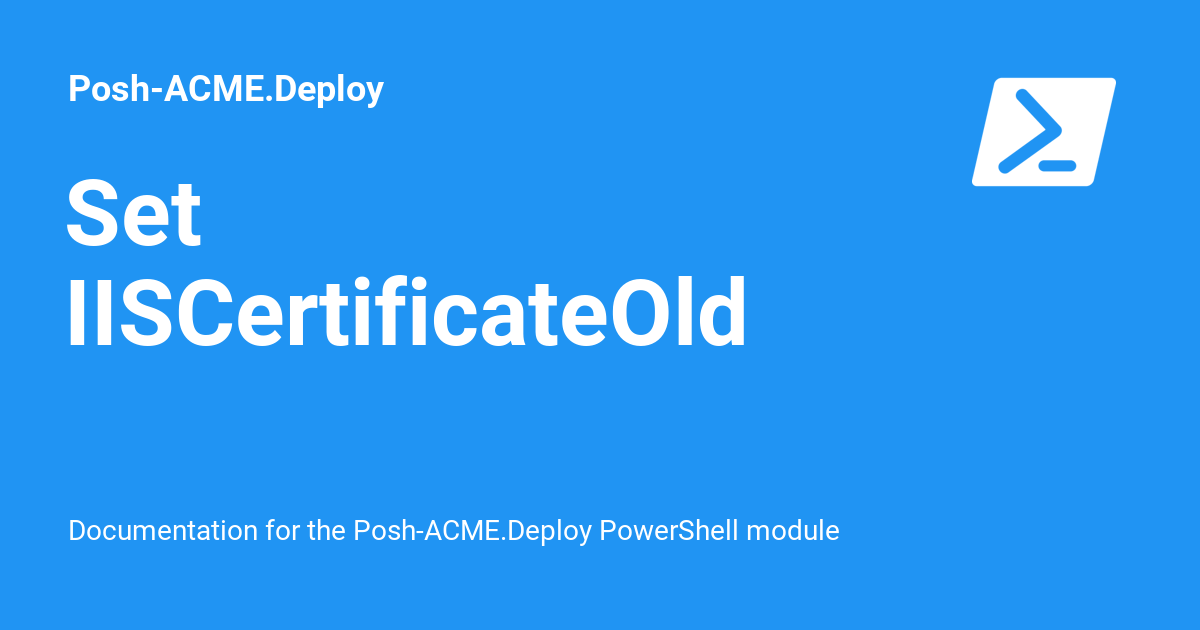 Posh-ACME.Deploy
Set
IISCertificateOld
Documentation for the Posh-ACME.Deploy PowerShell module